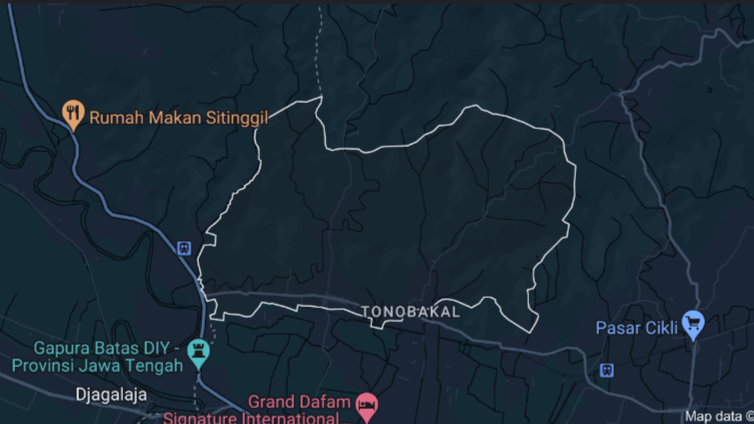 Rumah Makan Sitinggil
TONOBAKAL
Pasar Cikli
Gapura Batas DIY -
Provinsi Jawa Tengah
Djagalaja
Grand Dafam
Signature International...
Map data ©